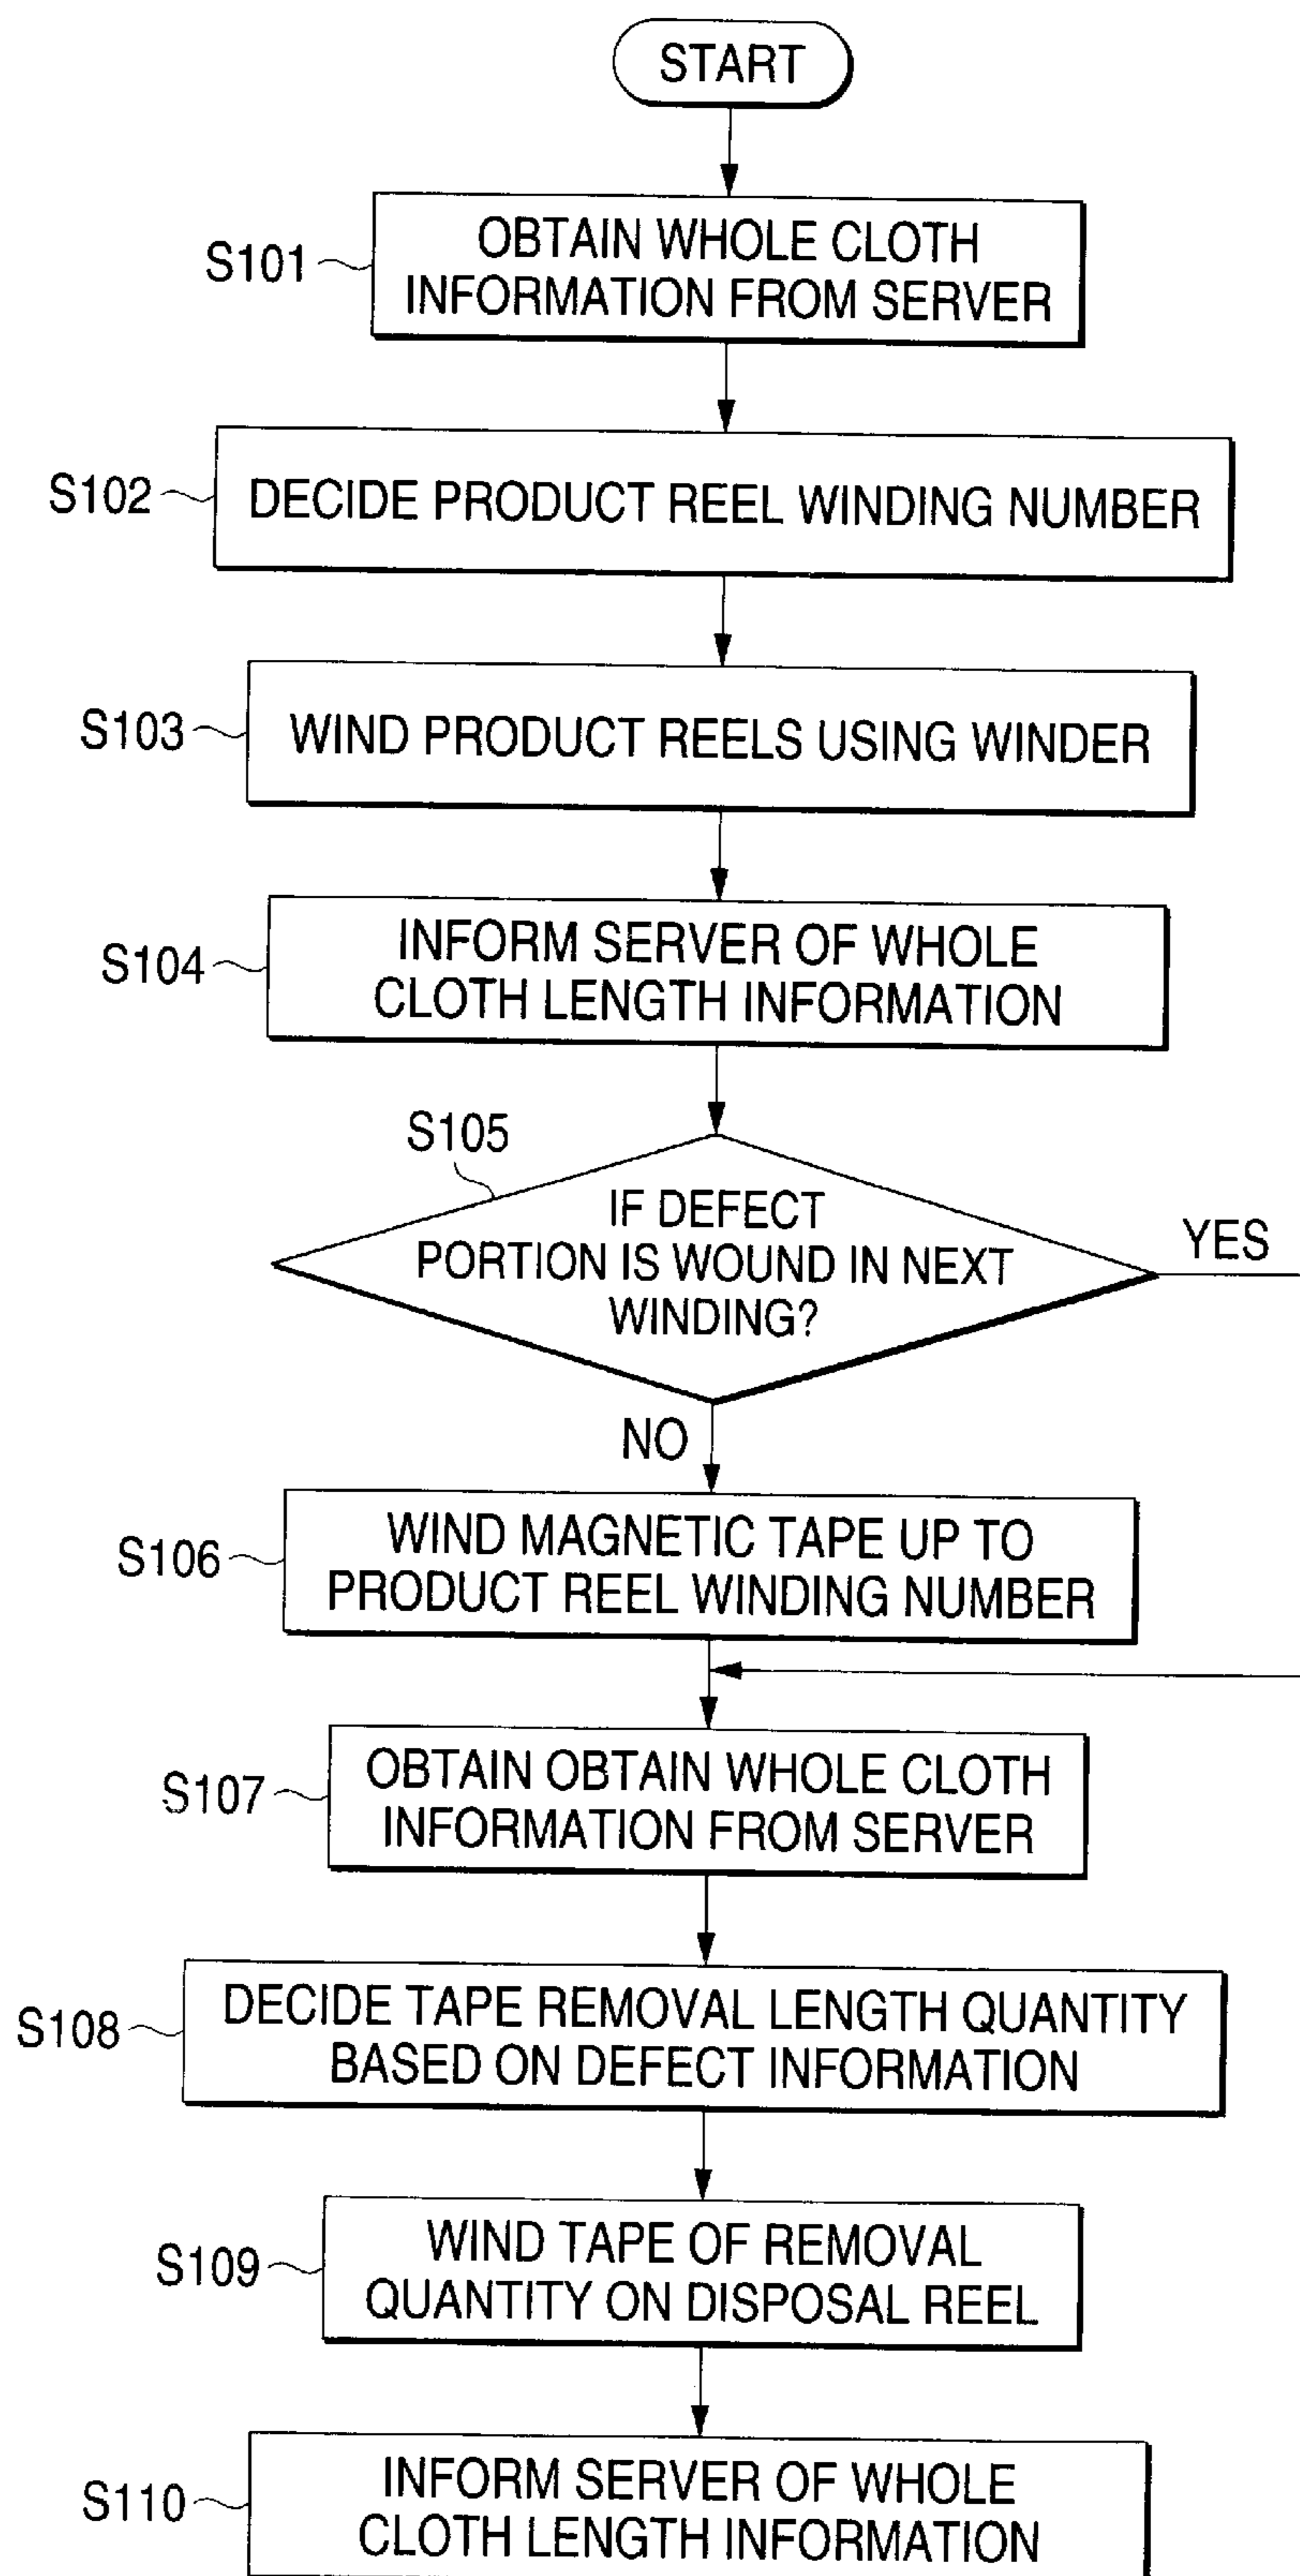 START
S101
OBTAIN WHOLE CLOTH
INFORMATION FROM SERVER
S102
DECIDE PRODUCT REEL WINDING NUMBER
S103
WIND PRODUCT REELS USING WINDER
S104
INFORM SERVER OF WHOLE
CLOTH LENGTH INFORMATION
S105
IF DEFECT
PORTION IS WOUND IN NEXT
WINDING?
YES
NO
S106
WIND MAGNETIC TAPE UP TO
PRODUCT REEL WINDING NUMBER
S107
OBTAIN OBTAIN WHOLE CLOTH
INFORMATION FROM SERVER
S108
DECIDE TAPE REMOVAL LENGTH QUANTITY
BASED ON DEFECT INFORMATION
S109
WIND TAPE OF REMOVAL
QUANTITY ON DISPOSAL REEL
S110
INFORM SERVER OF WHOLE
CLOTH LENGTH INFORMATION